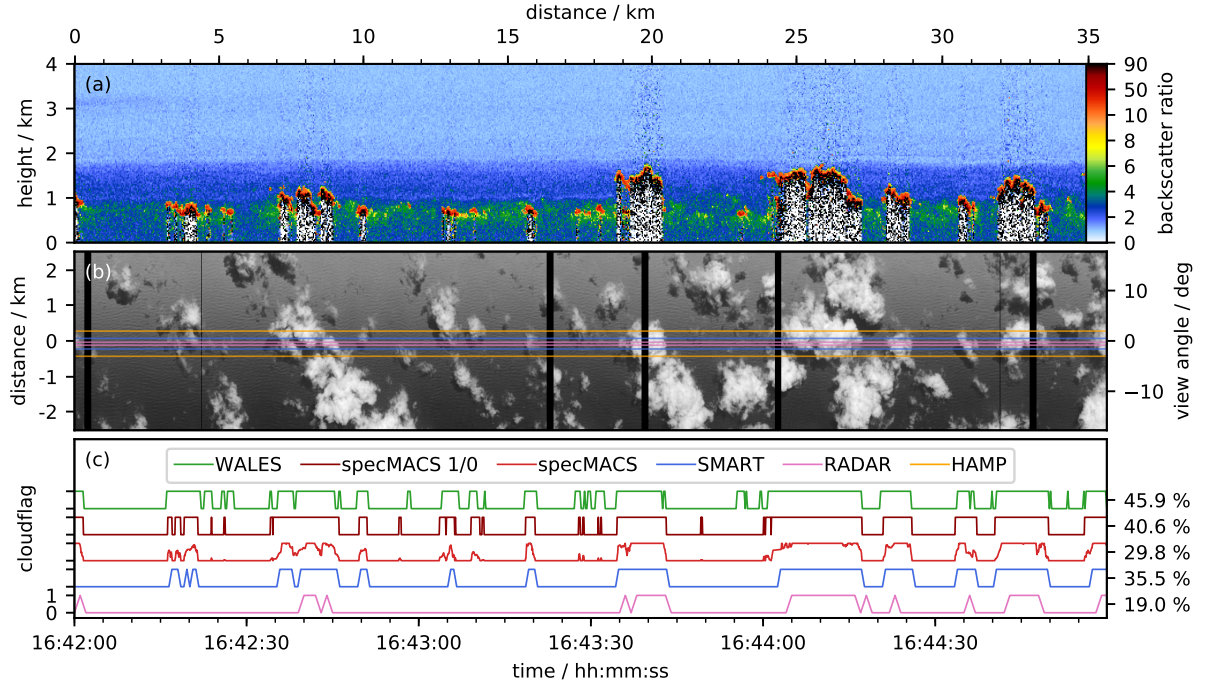 distance / km
0 5 10 15 20 25 30 35
(a)
height / km
4
3
2
1
0
90
50
10
8
6
4
2
0
backscatter ratio
(b)
distance / km
2
1
0
-1
-2
10
0
−10
view angle / deg
(c)
WALES specMACS 1/0 specMACS SMART RADAR HAMP
cloudflag
45.9 %
40.6 %
29.8 %
35.5 %
19.0 %
1
0
16:42:00 16:42:30 16:43:00 16:43:30 16:44:00 16:44:30
time / hh:mm:ss